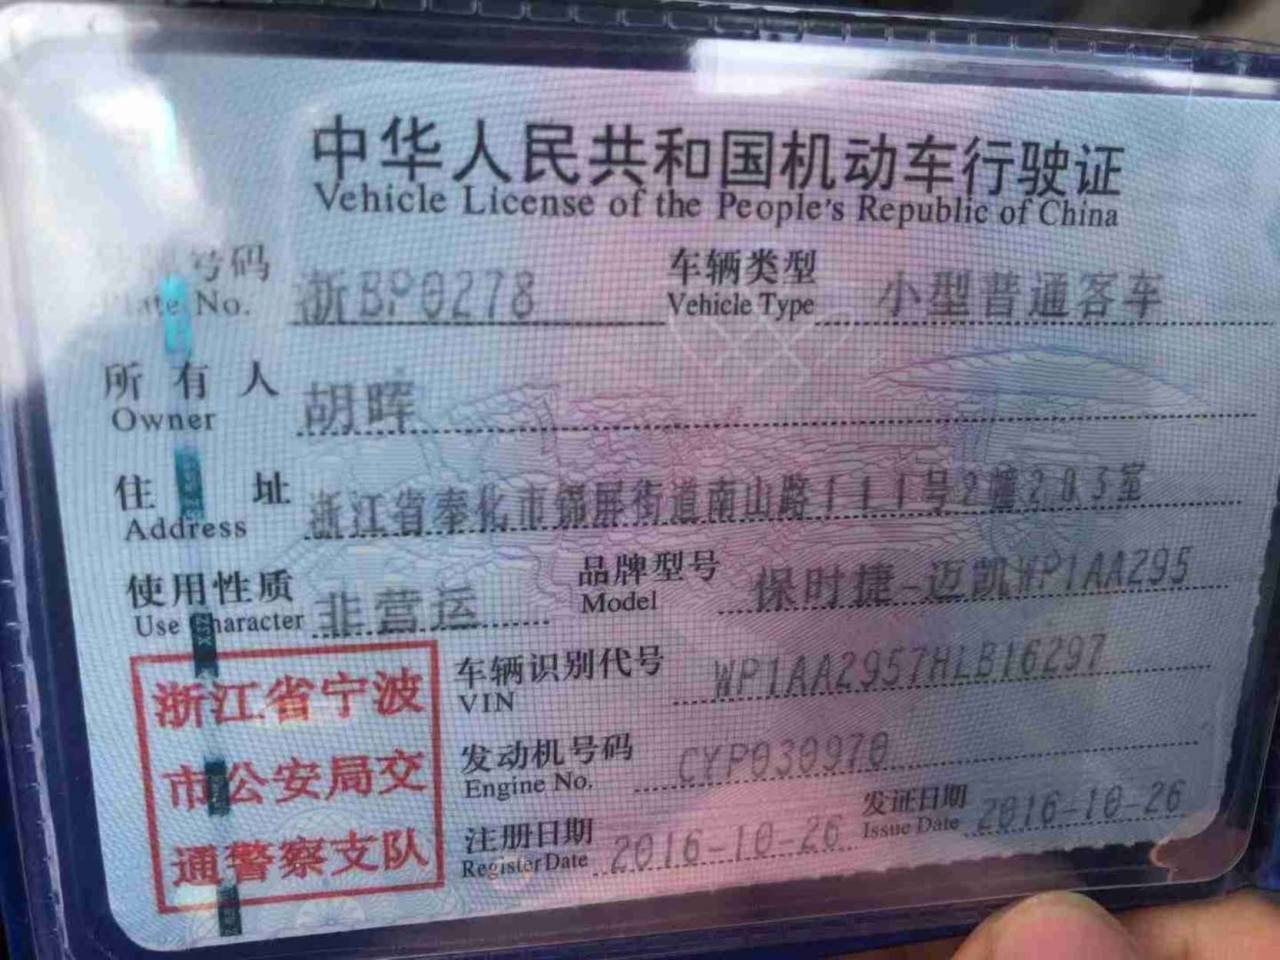 中华人民共和国机动车行驶证
Vehicle License of the People's Republic of China
号牌号码 浙BP0278 车辆类型 小型普通客车
Plate No. Vehicle Type
所有人 胡晖
Owner
住址 浙江省奉化市锦屏街道南山路111号2幢203室
Address
使用性质 非营运 品牌型号 保时捷-迈凯WP1AA295
Use Character Model
浙江省宁波
市公安局交
通警察支队
车辆识别代号 WP1AA2957HLB16297
VIN
发动机号码 CYP030970
Engine No.
注册日期 2016-10-26 发证日期 2016-10-26
Register Date Issue Date